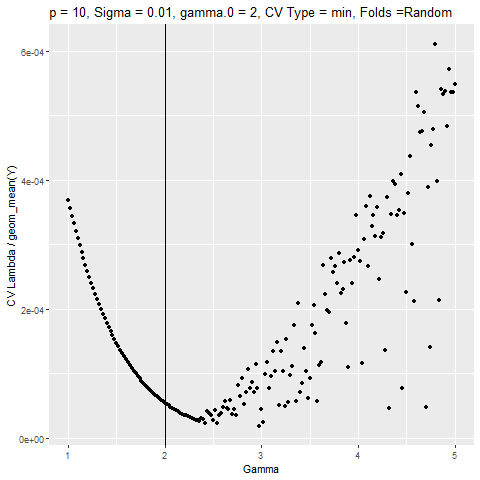 p = 10, Sigma = 0.01, gamma.0 = 2, CV Type = min, Folds =Random
6e-04
4e-04
2e-04
0e+00
CV Lambda / geom_mean(Y)
1 2 3 4 5
Gamma